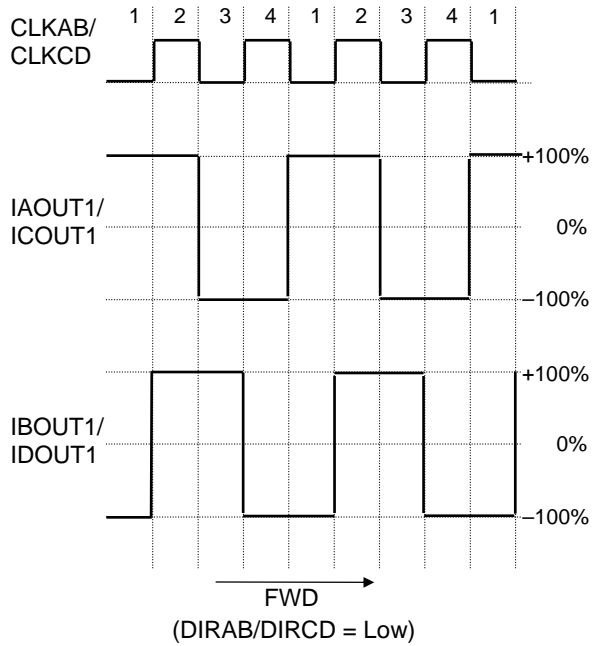 1 2 3 4 1 2 3 4 1
CLKAB/
CLKCD
+100%
IAOUT1/
ICOUT1
0%
–100%
+100%
IBOUT1/
IDOUT1
0%
–100%
FWD
(DIRAB/DIRCD = Low)